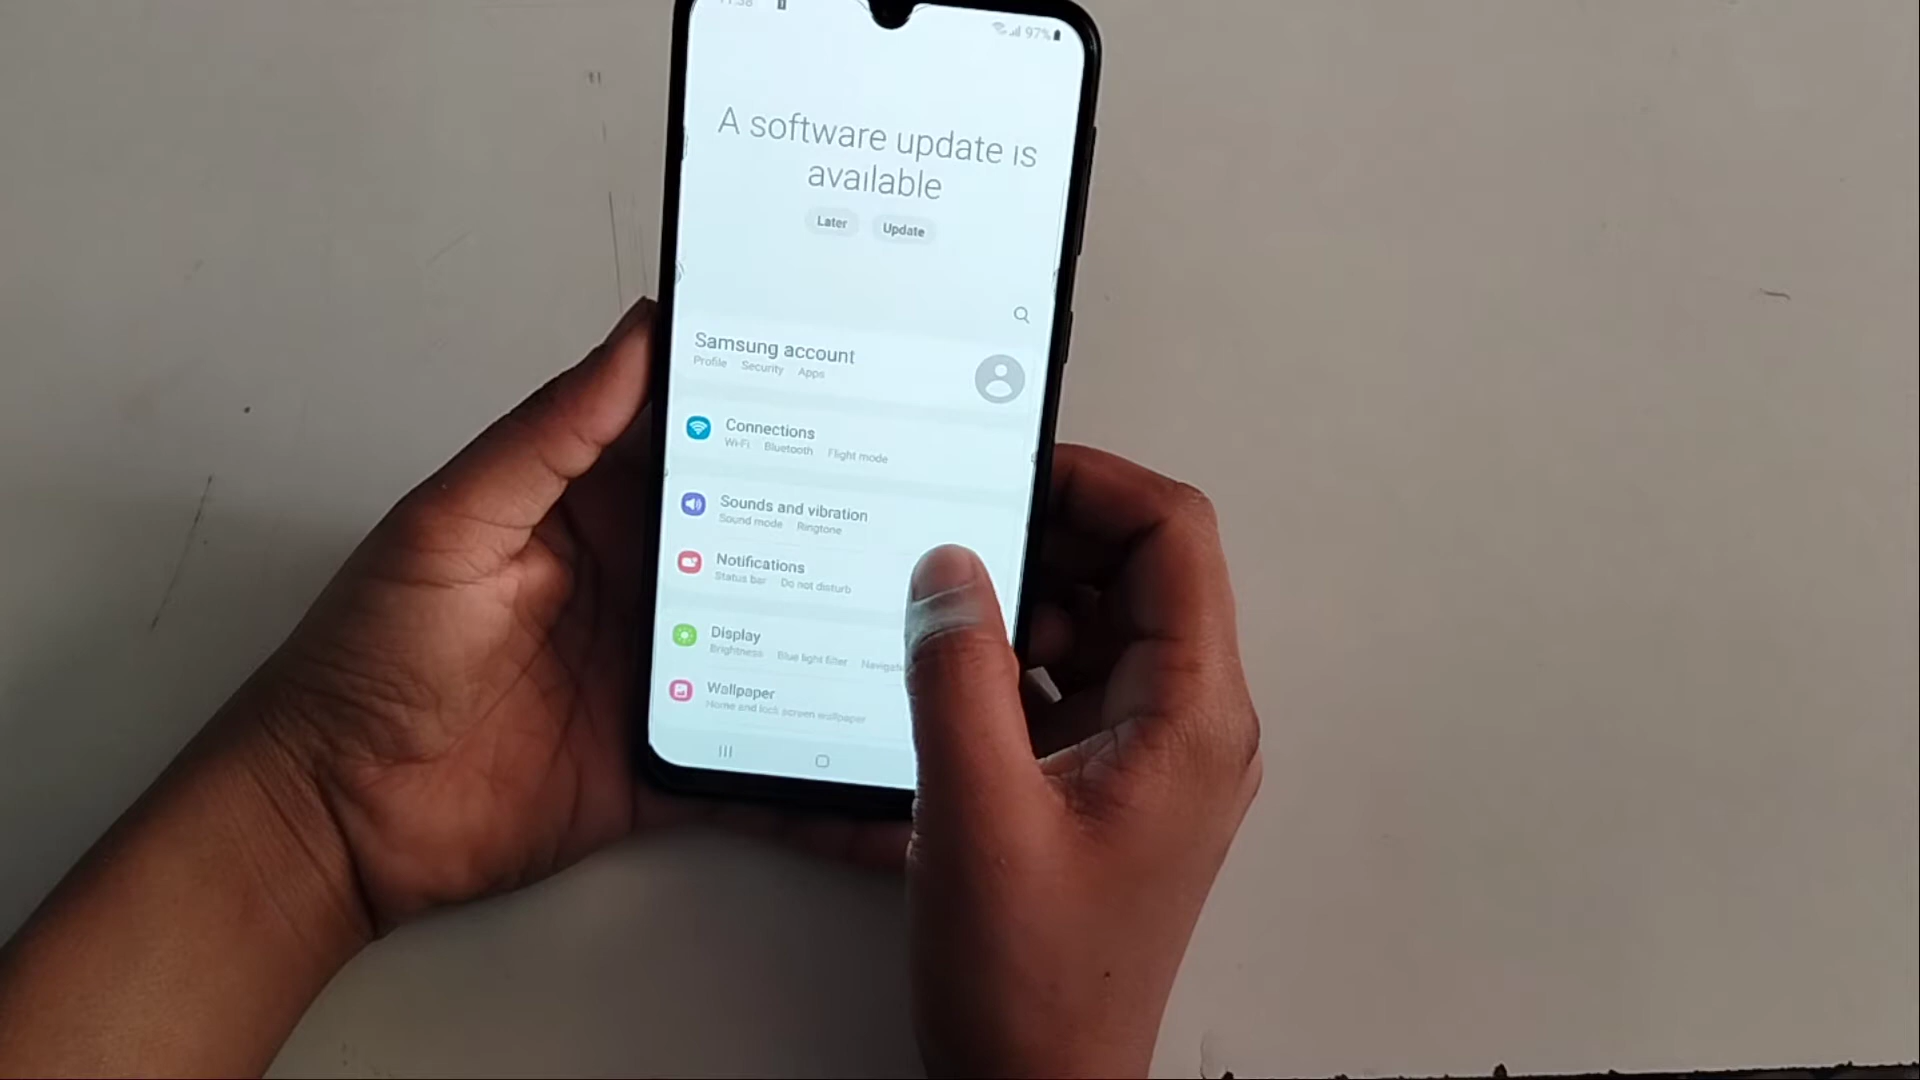 97%
A software update is
available
Later Update
Samsung account
Profile Security Apps
Connections
Wi-Fi Bluetooth Flight mode
Sounds and vibration
Sound mode Ringtone
Notifications
Status bar Do not disturb
Display
Brightness Blue light filter
Wallpaper
Home and lock screen wallpaper